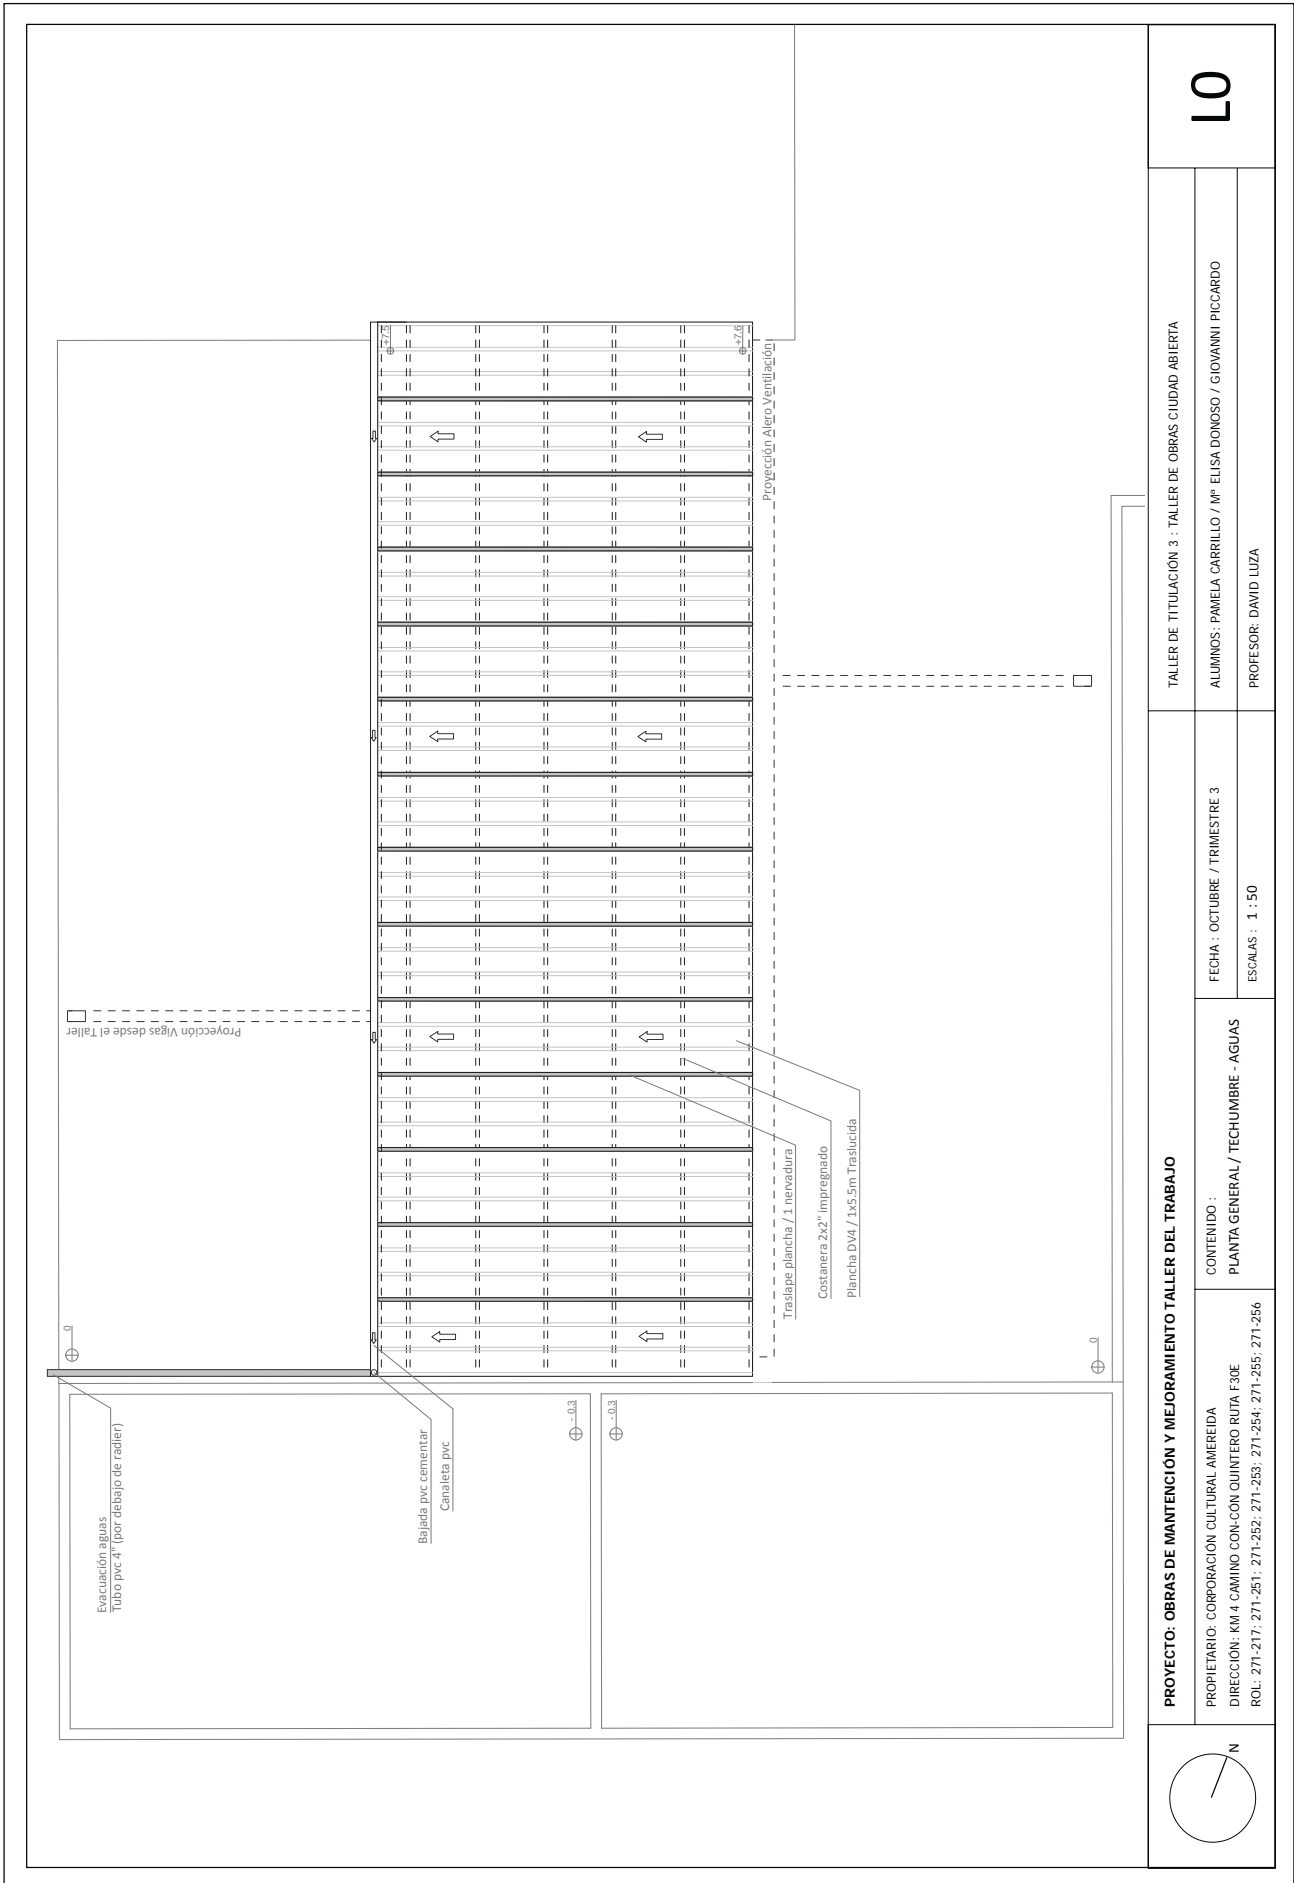 Evacuación aguas
Tubo pvc 4" (por debajo de radier)
Bajada pvc cementar
Canaleta pvc
0
- 0.3
- 0.3
0
Proyección Vigas desde el Taller
+7.5
+7.6
Proyección Alero Ventilación
Traslape plancha / 1 nervadura
Costanera 2x2" impregnado
Plancha DV4 / 1x5.5m Traslucida
N
PROYECTO: OBRAS DE MANTENCIÓN Y MEJORAMIENTO TALLER DEL TRABAJO
PROPIETARIO: CORPORACIÓN CULTURAL AMEREIDA
DIRECCIÓN: KM 4 CAMINO CON-CÓN QUINTERO RUTA F30E
ROL: 271-217; 271-251; 271-252; 271-253; 271-254; 271-255; 271-256
CONTENIDO :
PLANTA GENERAL / TECHUMBRE - AGUAS
FECHA : OCTUBRE / TRIMESTRE 3
ESCALAS : 1 : 50
TALLER DE TITULACIÓN 3 : TALLER DE OBRAS CIUDAD ABIERTA
ALUMNOS: PAMELA CARRILLO / Mª ELISA DONOSO / GIOVANNI PICCARDO
PROFESOR: DAVID LUZA
L0